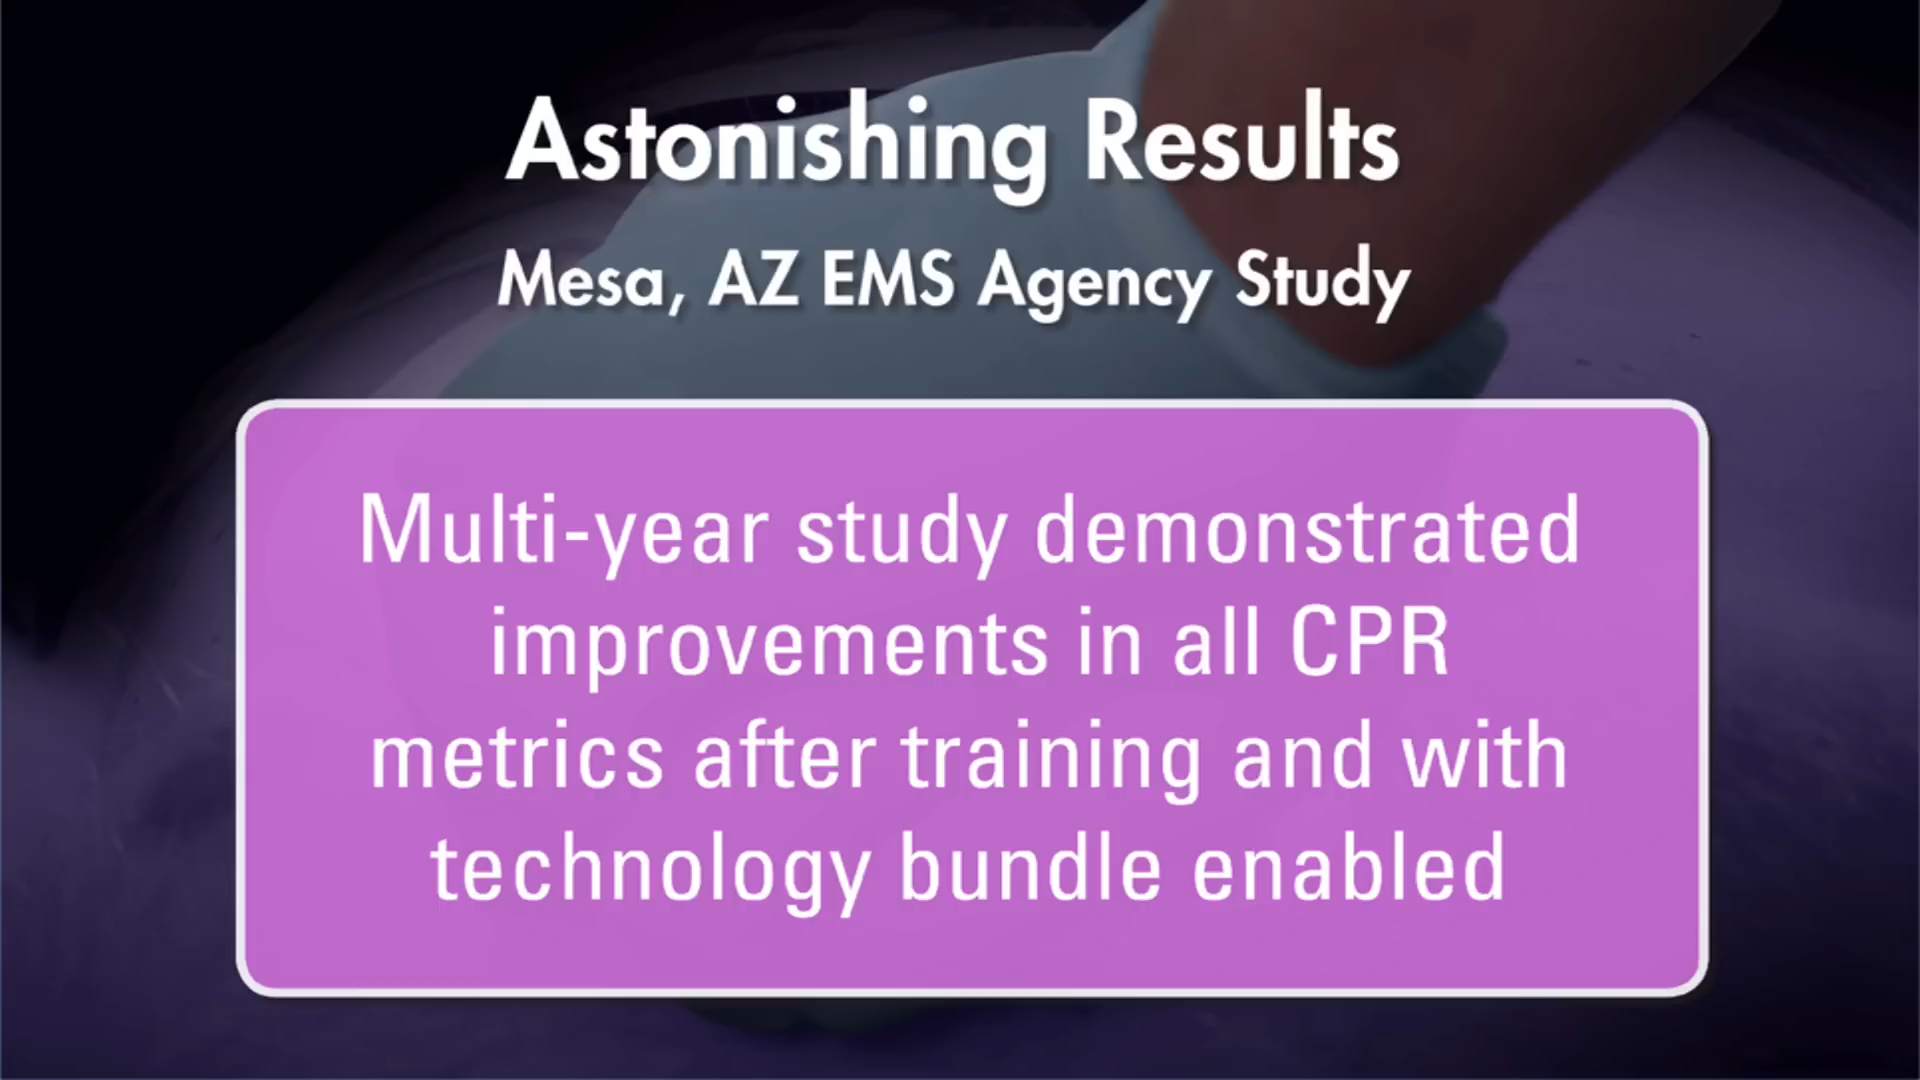 Astonishing Results
Mesa, AZ EMS Agency Study
Multi-year study demonstrated
improvements in all CPR
metrics after training and with
technology bundle enabled